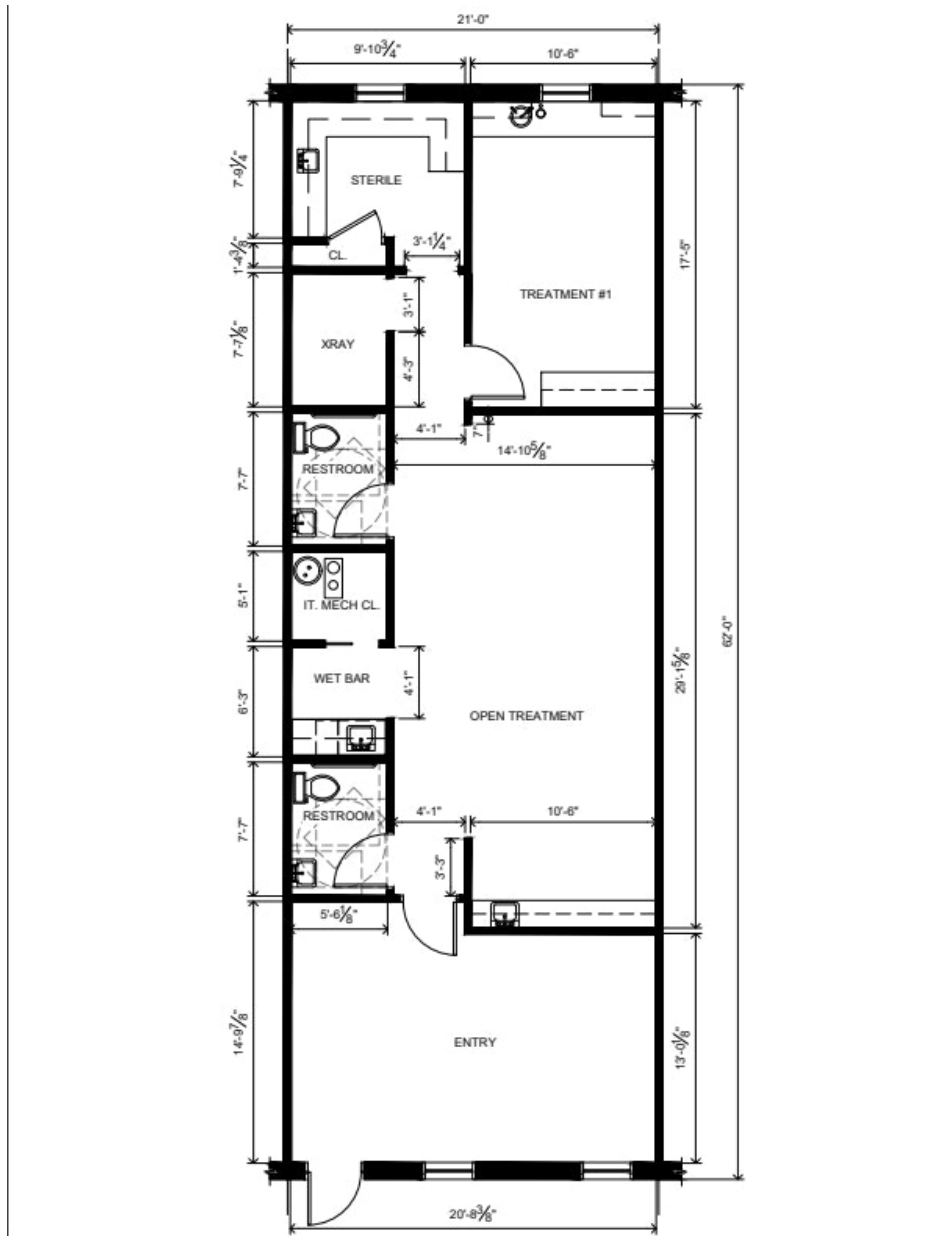 21'-0"
9'-10¾"
10'-6"
7'-9¼"
STERILE
3'-1¼"
CL.
1'-4⅜"
17'-5"
TREATMENT #1
3'-1"
XRAY
7'-7⅛"
4'-3"
4'-1"
7"
14'-10⅝"
RESTROOM
7'-7"
5'-1"
IT. MECH CL.
62'-0"
WET BAR
4'-1"
6'-3"
29'-1⅝"
OPEN TREATMENT
4'-1"
10'-6"
RESTROOM
7'-7"
3'-3"
5'-6⅛"
14'-9⅞"
ENTRY
13'-0⅛"
20'-8⅜"